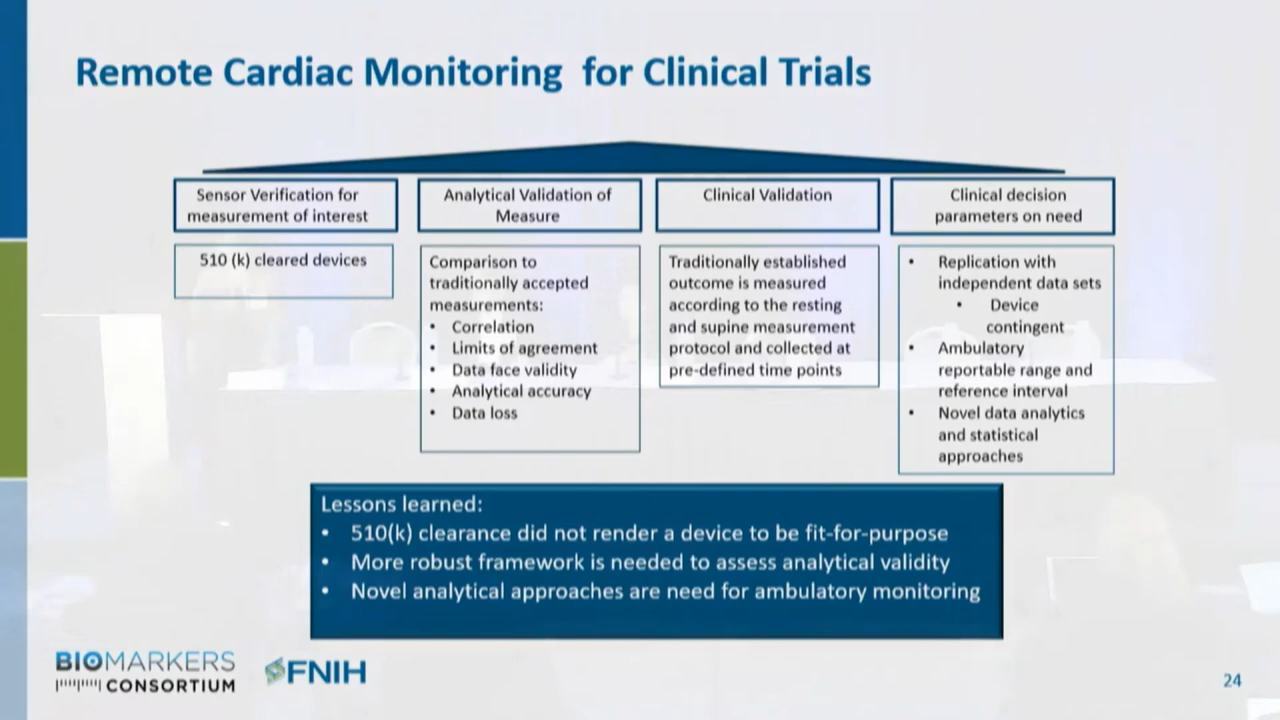 Remote Cardiac Monitoring for Clinical Trials
Sensor Verification for
measurement of interest
510 (k) cleared devices
Analytical Validation of
Measure
Comparison to
traditionally accepted
measurements:
• Correlation
• Limits of agreement
• Data face validity
• Analytical accuracy
• Data loss
Clinical Validation
Traditionally established
outcome is measured
according to the resting
and supine measurement
protocol and collected at
pre-defined time points
Clinical decision
parameters on need
• Replication with
independent data sets
• Device
contingent
• Ambulatory
reportable range and
reference interval
• Novel data analytics
and statistical
approaches
Lessons learned:
• 510(k) clearance did not render a device to be fit-for-purpose
• More robust framework is needed to assess analytical validity
• Novel analytical approaches are need for ambulatory monitoring
BIOMARKERS
CONSORTIUM
FNIH
24